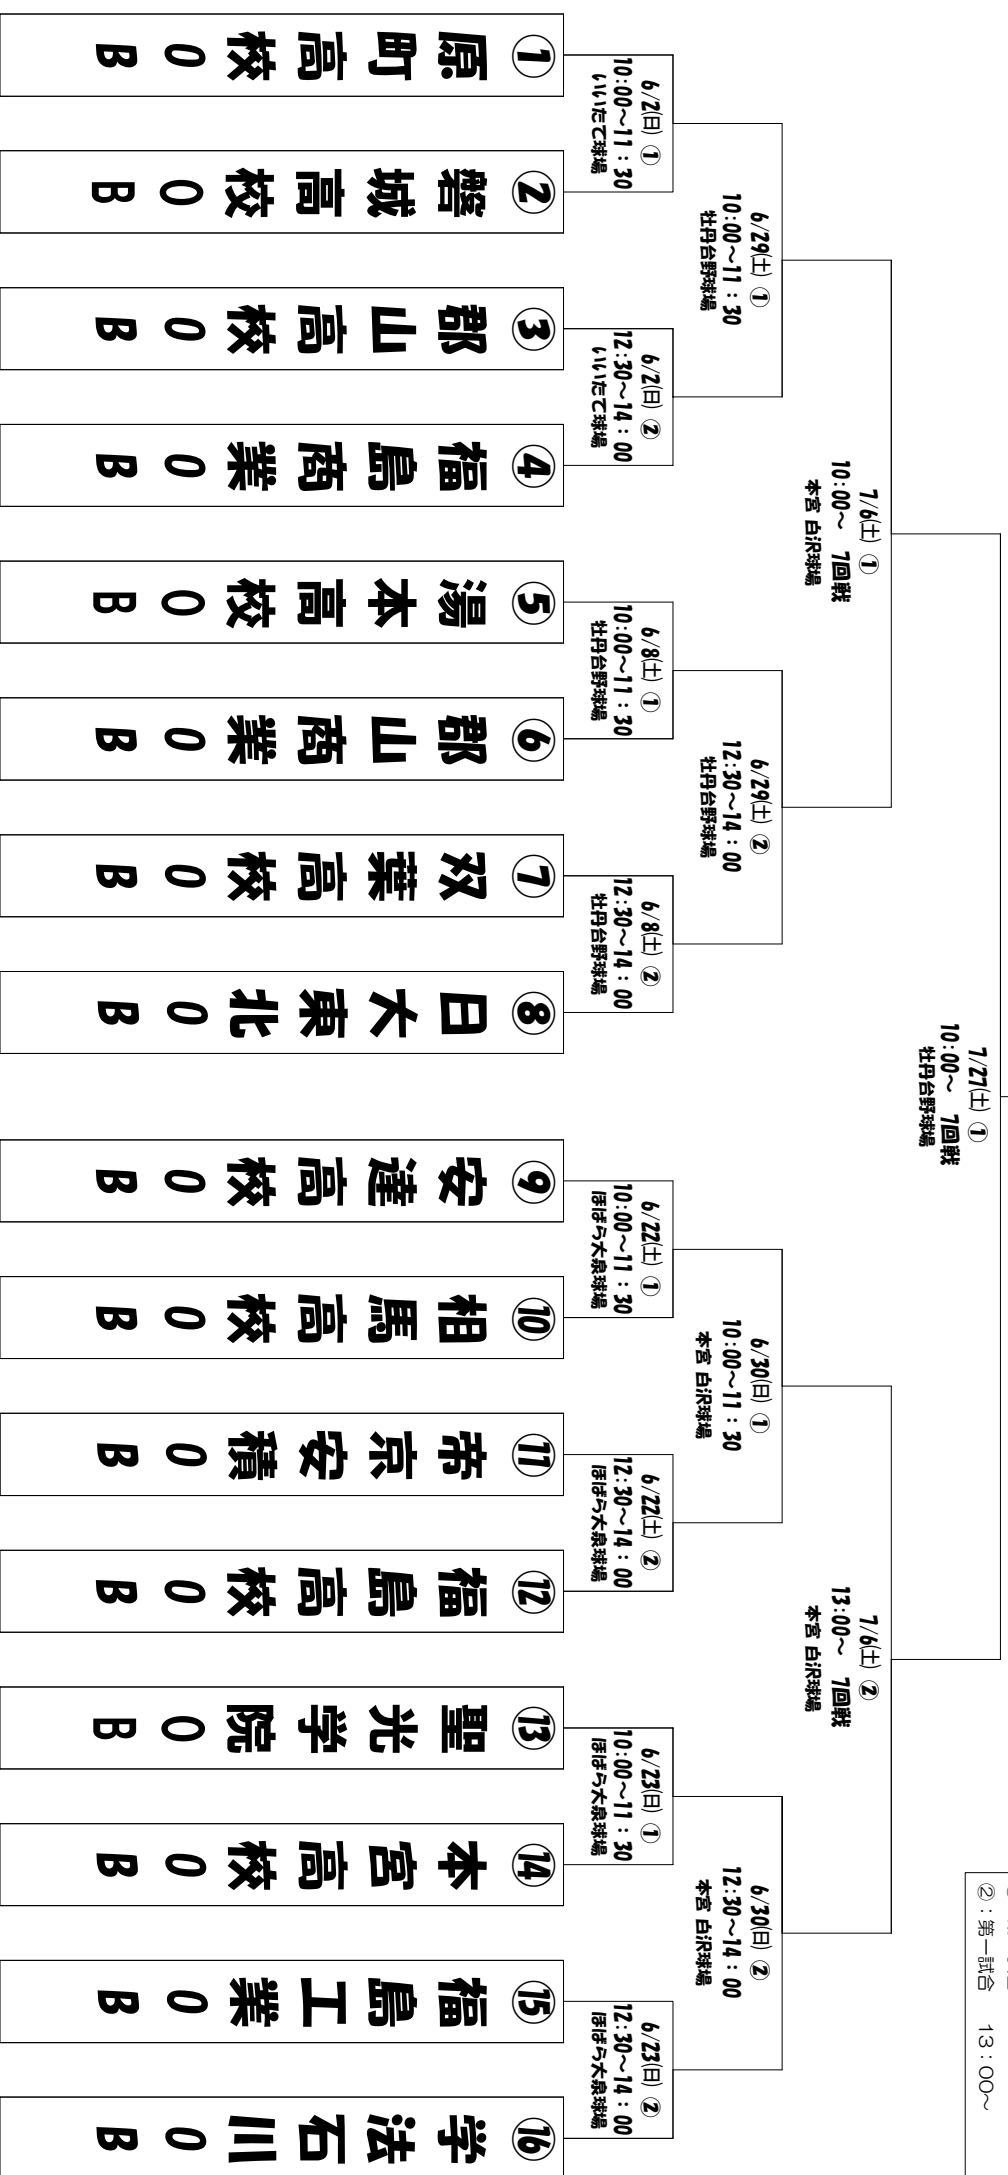 7/27(土) ①
10:00～ 7回戦
牡丹台野球場
②：第一試合 13：00～
7/6(土) ①
10:00～ 7回戦
本宮 白沢球場
7/6(土) ②
13:00～ 7回戦
本宮 白沢球場
6/29(土) ①
10:00～11：30
牡丹台野球場
6/29(土) ②
12:30～14：00
牡丹台野球場
6/30(日) ①
10:00～11：30
本宮 白沢球場
6/30(日) ②
12:30～14：00
本宮 白沢球場
6/2(日) ①
10:00～11：30
いいたて球場
6/2(日) ②
12:30～14：00
いいたて球場
6/8(土) ①
10:00～11：30
牡丹台野球場
6/8(土) ②
12:30～14：00
牡丹台野球場
6/22(土) ①
10:00～11：30
ほばら大泉球場
6/22(土) ②
12:30～14：00
ほばら大泉球場
6/23(日) ①
10:00～11：30
ほばら大泉球場
6/23(日) ②
12:30～14：00
ほばら大泉球場
① 原町高校OB
② 磐城高校OB
③ 郡山高校OB
④ 福島商業OB
⑤ 湯本高校OB
⑥ 郡山商業OB
⑦ 双葉高校OB
⑧ 日大東北OB
⑨ 安達高校OB
⑩ 相馬高校OB
⑪ 帝京安積OB
⑫ 福島高校OB
⑬ 聖光学院OB
⑭ 本宮高校OB
⑮ 福島工業OB
⑯ 学法石川OB